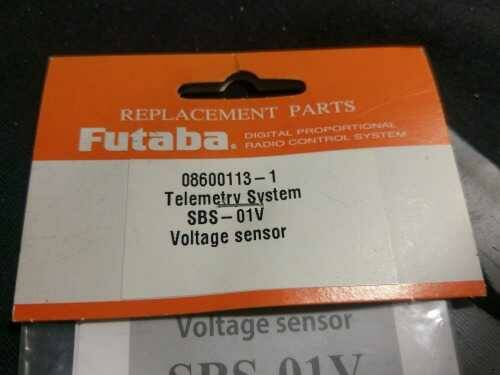 REPLACEMENT PARTS
Futaba® DIGITAL PROPORTIONAL
RADIO CONTROL SYSTEM
08600113-1
Telemetry System
SBS-01V
Voltage sensor
Voltage sensor
SBS-01V